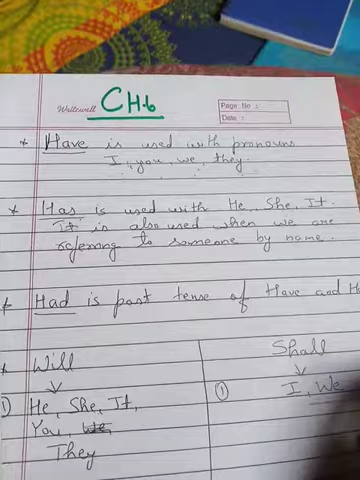 Writewell CH.6
Page No :
Date :
* Have is used with pronouns
I, you, we, they.
* Has is used with He, She, It.
It is also used when we are
referring to someone by name.
* Had is past tense of Have and
* Will
Shall
① He, She, It,
① I, We
You, We,
They